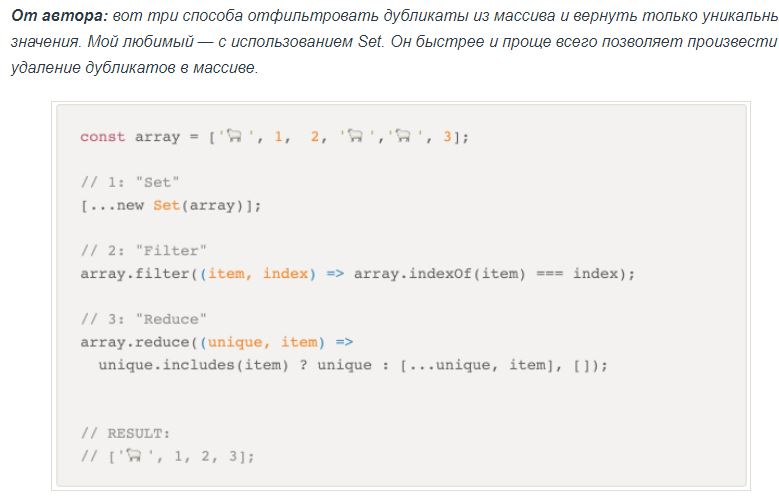 От автора: вот три способа отфильтровать дубликаты из массива и вернуть только уникальнь
значения. Мой любимый — с использованием Set. Он быстрее и проще всего позволяет произвести
удаление дубликатов в массиве.
const array = ['🐑', 1, 2, '🐑','🐑', 3];
// 1: "Set"
[...new Set(array)];
// 2: "Filter"
array.filter((item, index) => array.indexOf(item) === index);
// 3: "Reduce"
array.reduce((unique, item) =>
unique.includes(item) ? unique : [...unique, item], []);
// RESULT:
// ['🐑', 1, 2, 3];